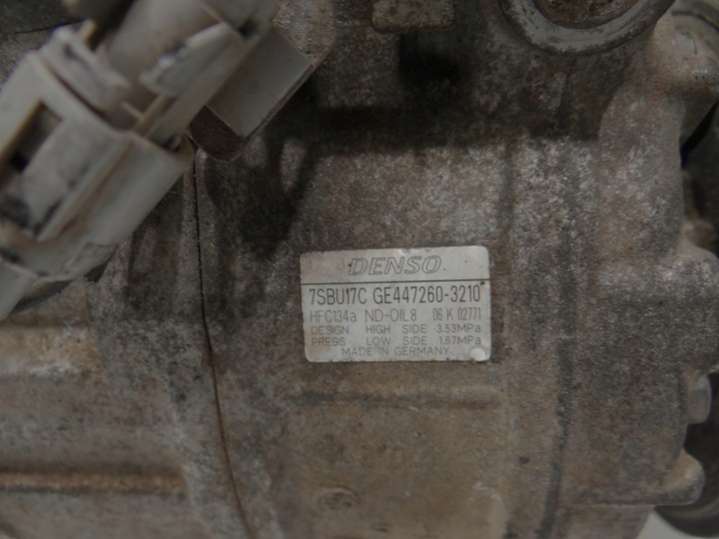 DENSO
7SBU17C GE447260-3210
HFC134a ND-OIL8 06 K 02771
DESIGN HIGH SIDE 3.53MPa
PRESS LOW SIDE 1.67MPa
MADE IN GERMANY